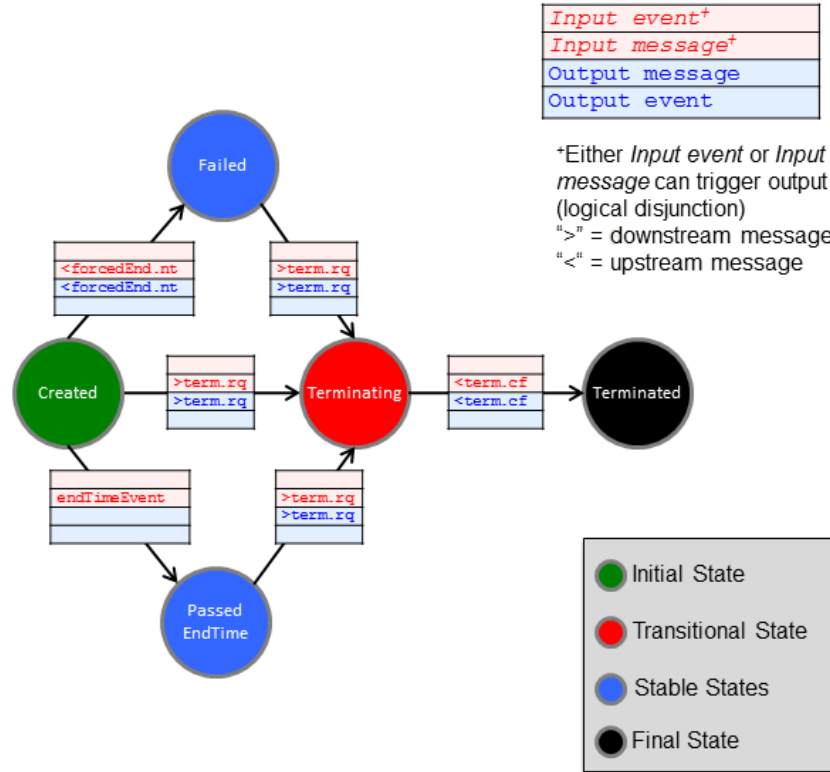 Input event+
Input message+
Output message
Output event
+Either Input event or Input
message can trigger output
(logical disjunction)
“>” = downstream message
“<“ = upstream message
Failed
<forcedEnd.nt
<forcedEnd.nt
>term.rq
>term.rq
Created
>term.rq
>term.rq
Terminating
<term.cf
<term.cf
Terminated
endTimeEvent
>term.rq
>term.rq
Passed
EndTime
Initial State
Transitional State
Stable States
Final State